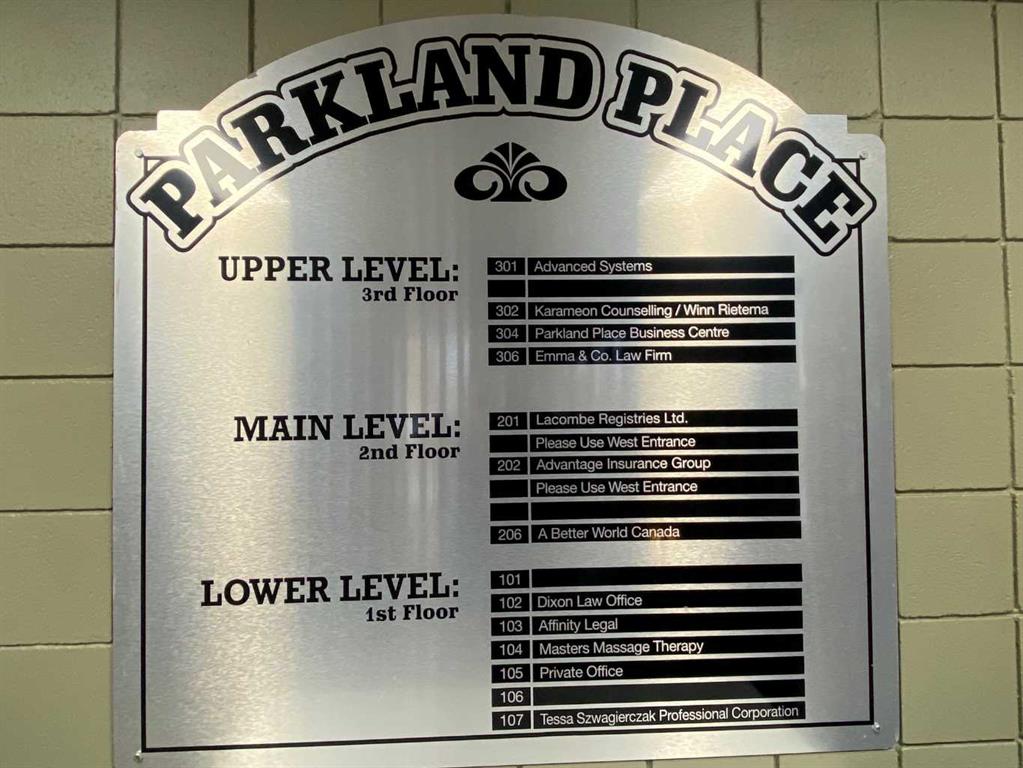 PARKLAND PLACE
UPPER LEVEL:
3rd Floor
301 Advanced Systems
302 Karameon Counselling / Winn Rietema
304 Parkland Place Business Centre
306 Emma & Co. Law Firm
MAIN LEVEL:
2nd Floor
201 Lacombe Registries Ltd.
Please Use West Entrance
202 Advantage Insurance Group
Please Use West Entrance
206 A Better World Canada
LOWER LEVEL:
1st Floor
101
102 Dixon Law Office
103 Affinity Legal
104 Masters Massage Therapy
105 Private Office
106
107 Tessa Szwagierczak Professional Corporation